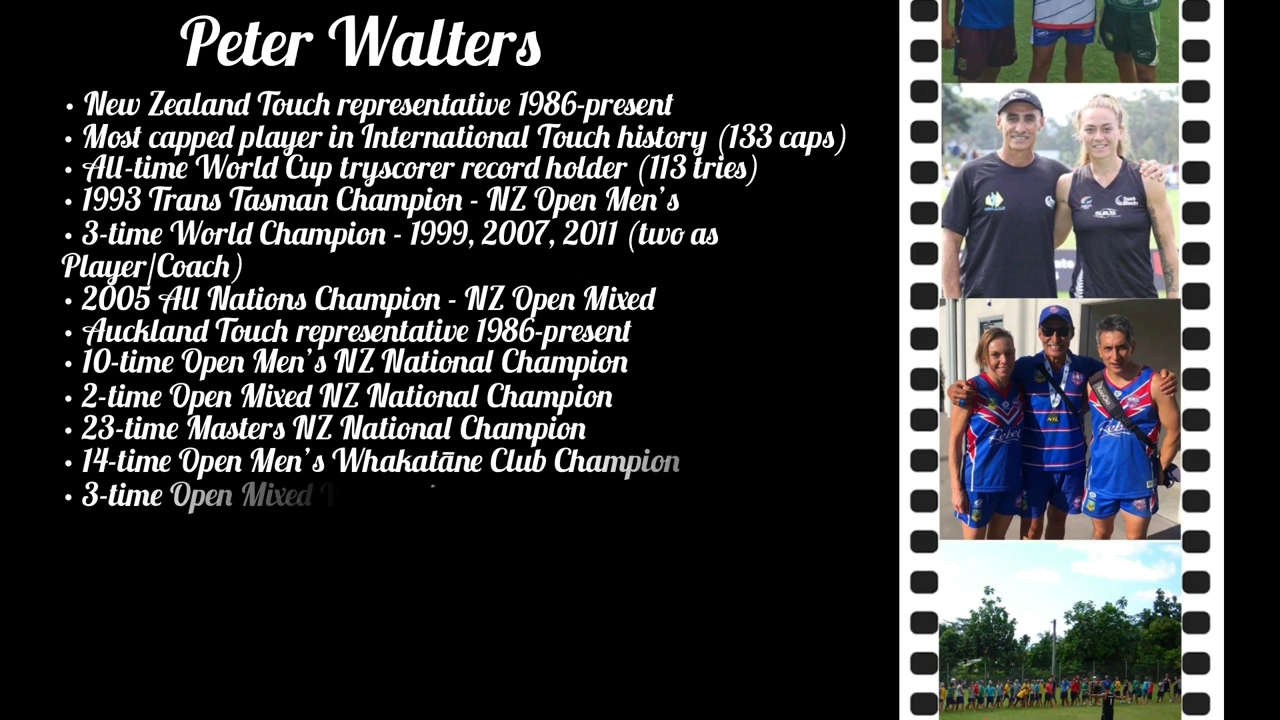 Peter Walters
• New Zealand Touch representative 1986-present
• Most capped player in International Touch history (133 caps)
• All-time World Cup tryscorer record holder (113 tries)
• 1993 Trans Tasman Champion - NZ Open Men's
• 3-time World Champion - 1999, 2007, 2011 (two as
Player/Coach)
• 2005 All Nations Champion - NZ Open Mixed
• Auckland Touch representative 1986-present
• 10-time Open Men's NZ National Champion
• 2-time Open Mixed NZ National Champion
• 23-time Masters NZ National Champion
• 14-time Open Men's Whakatāne Club Champion
• 3-time Open Mixed